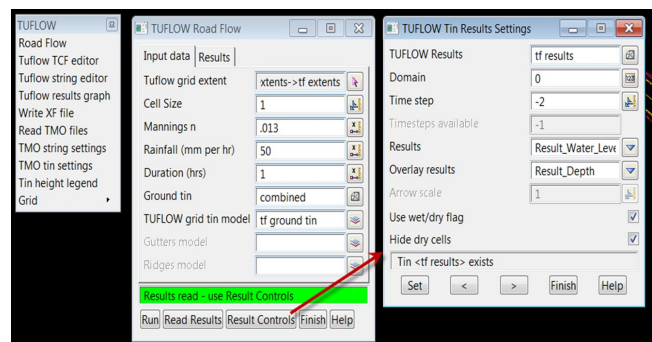 TUFLOW
Road Flow
Tuflow TCF editor
Tuflow string editor
Tuflow results graph
Write XF file
Read TMO files
TMO string settings
TMO tin settings
Tin height legend
Grid
TUFLOW Road Flow
Input data Results
Tuflow grid extent xtents->tf extents
Cell Size 1
Mannings n .013
Rainfall (mm per hr) 50
Duration (hrs) 1
Ground tin combined
TUFLOW grid tin model tf ground tin
Gutters model
Ridges model
Results read - use Result Controls
Run Read Results Result Controls Finish Help
TUFLOW Tin Results Settings
TUFLOW Results tf results
Domain 0 123
Time step -2
Timesteps available -1
Results Result_Water_Leve
Overlay results Result_Depth
Arrow scale 1
Use wet/dry flag
Hide dry cells
Tin <tf results> exists
Set < > Finish Help